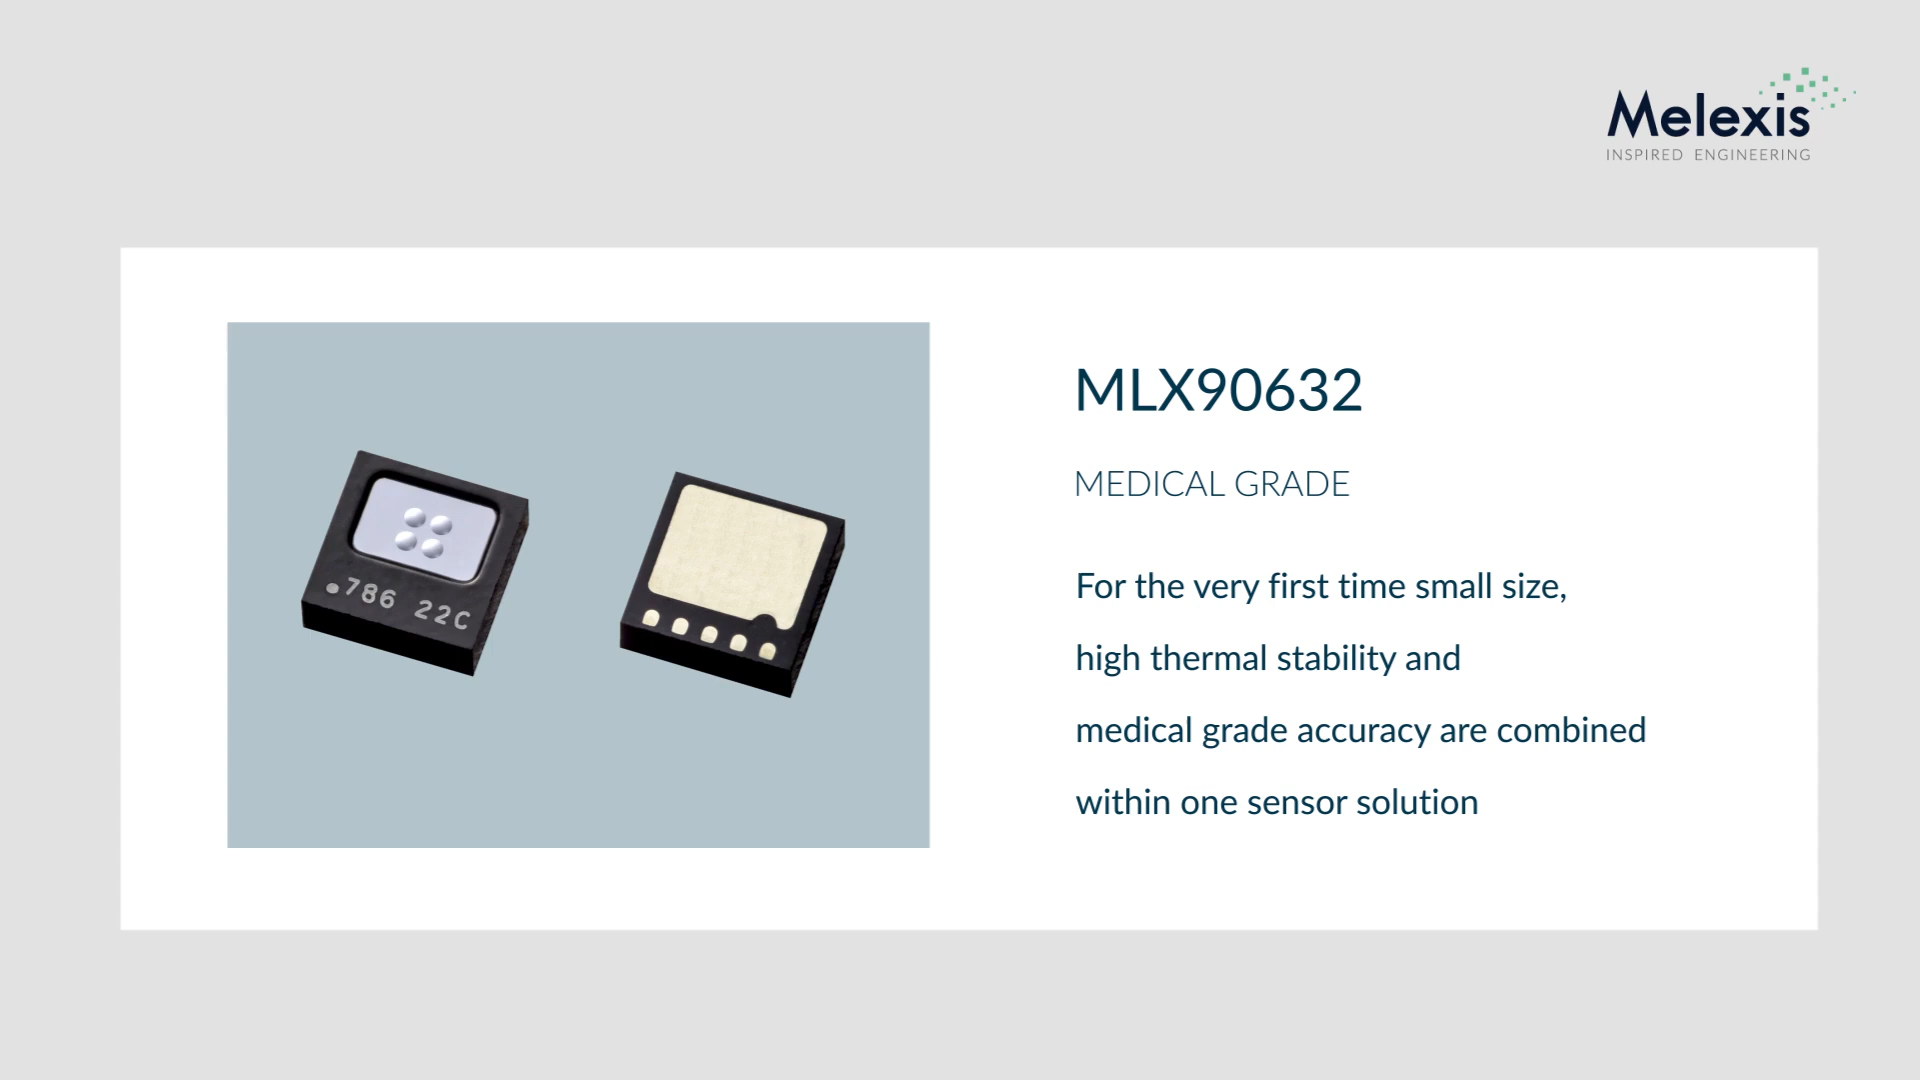 Melexis
INSPIRED ENGINEERING
MLX90632
MEDICAL GRADE
For the very first time small size,
high thermal stability and
medical grade accuracy are combined
within one sensor solution
786 22C